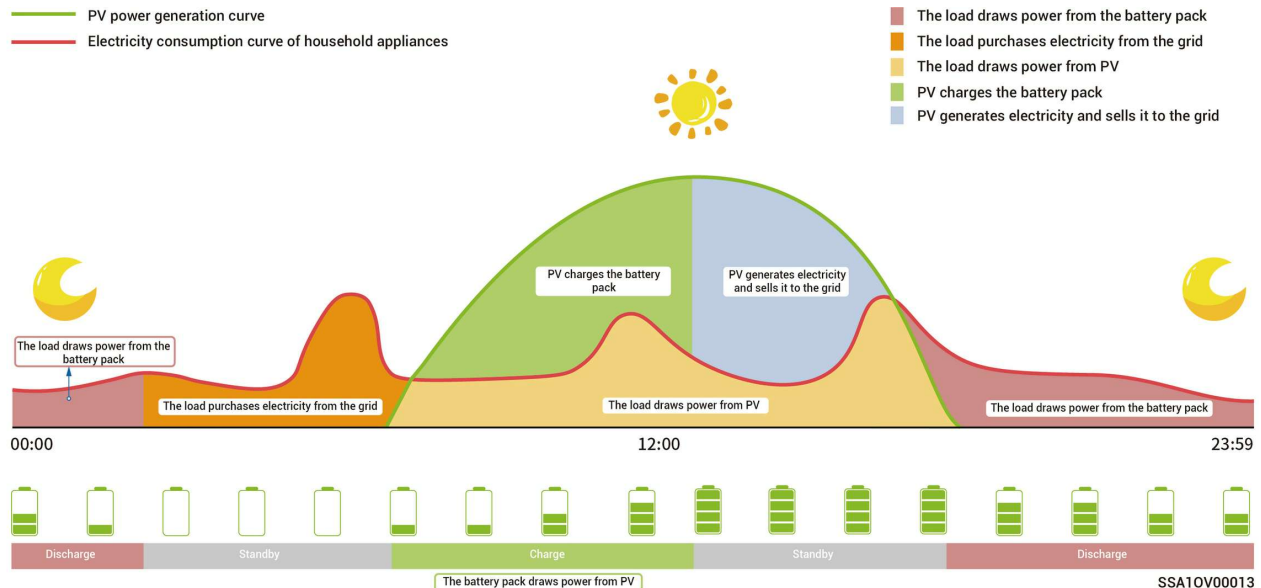 PV power generation curve
Electricity consumption curve of household appliances
The load draws power from the battery pack
The load purchases electricity from the grid
The load draws power from PV
PV charges the battery pack
PV generates electricity and sells it to the grid
PV charges the battery
pack
PV generates electricity
and sells it to the grid
The load draws power from the
battery pack
The load purchases electricity from the grid
The load draws power from PV
The load draws power from the battery pack
00:00
12:00
23:59
Discharge
Standby
Charge
Standby
Discharge
The battery pack draws power from PV
SSA1OV00013